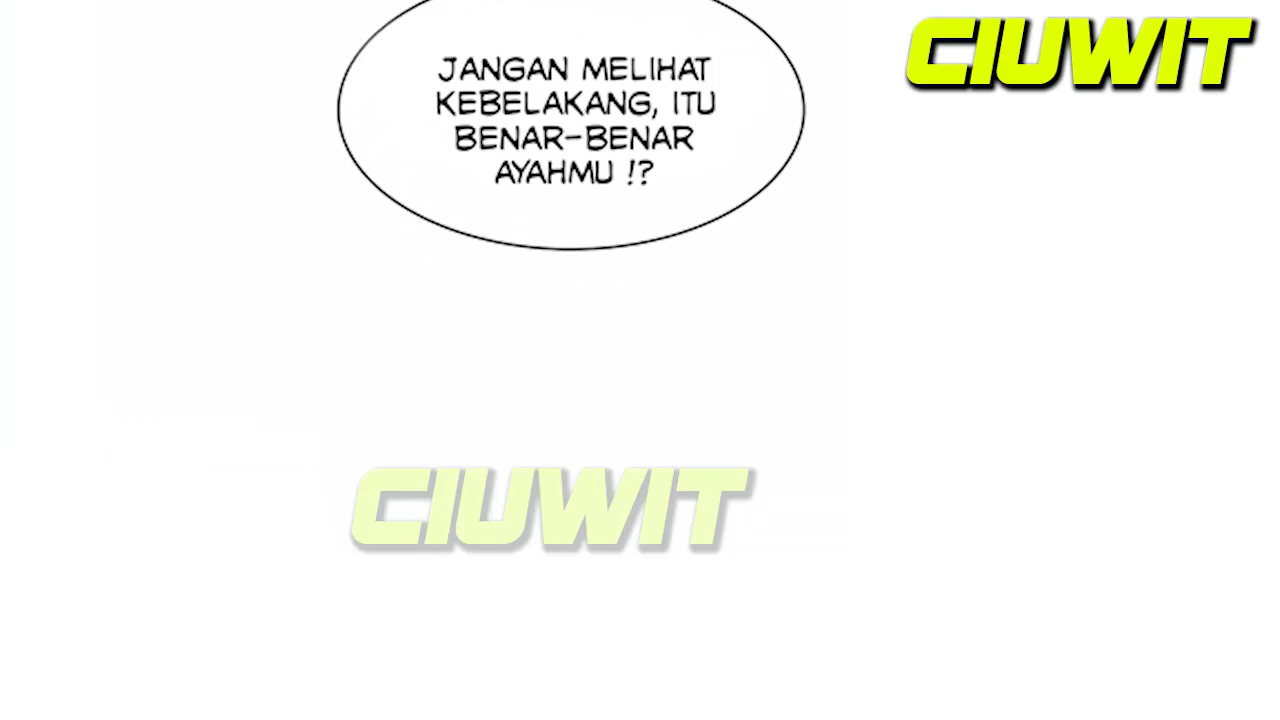 JANGAN MELIHAT
KEBELAKANG, ITU
BENAR-BENAR
AYAHMU !?
CIUWIT
CIUWIT